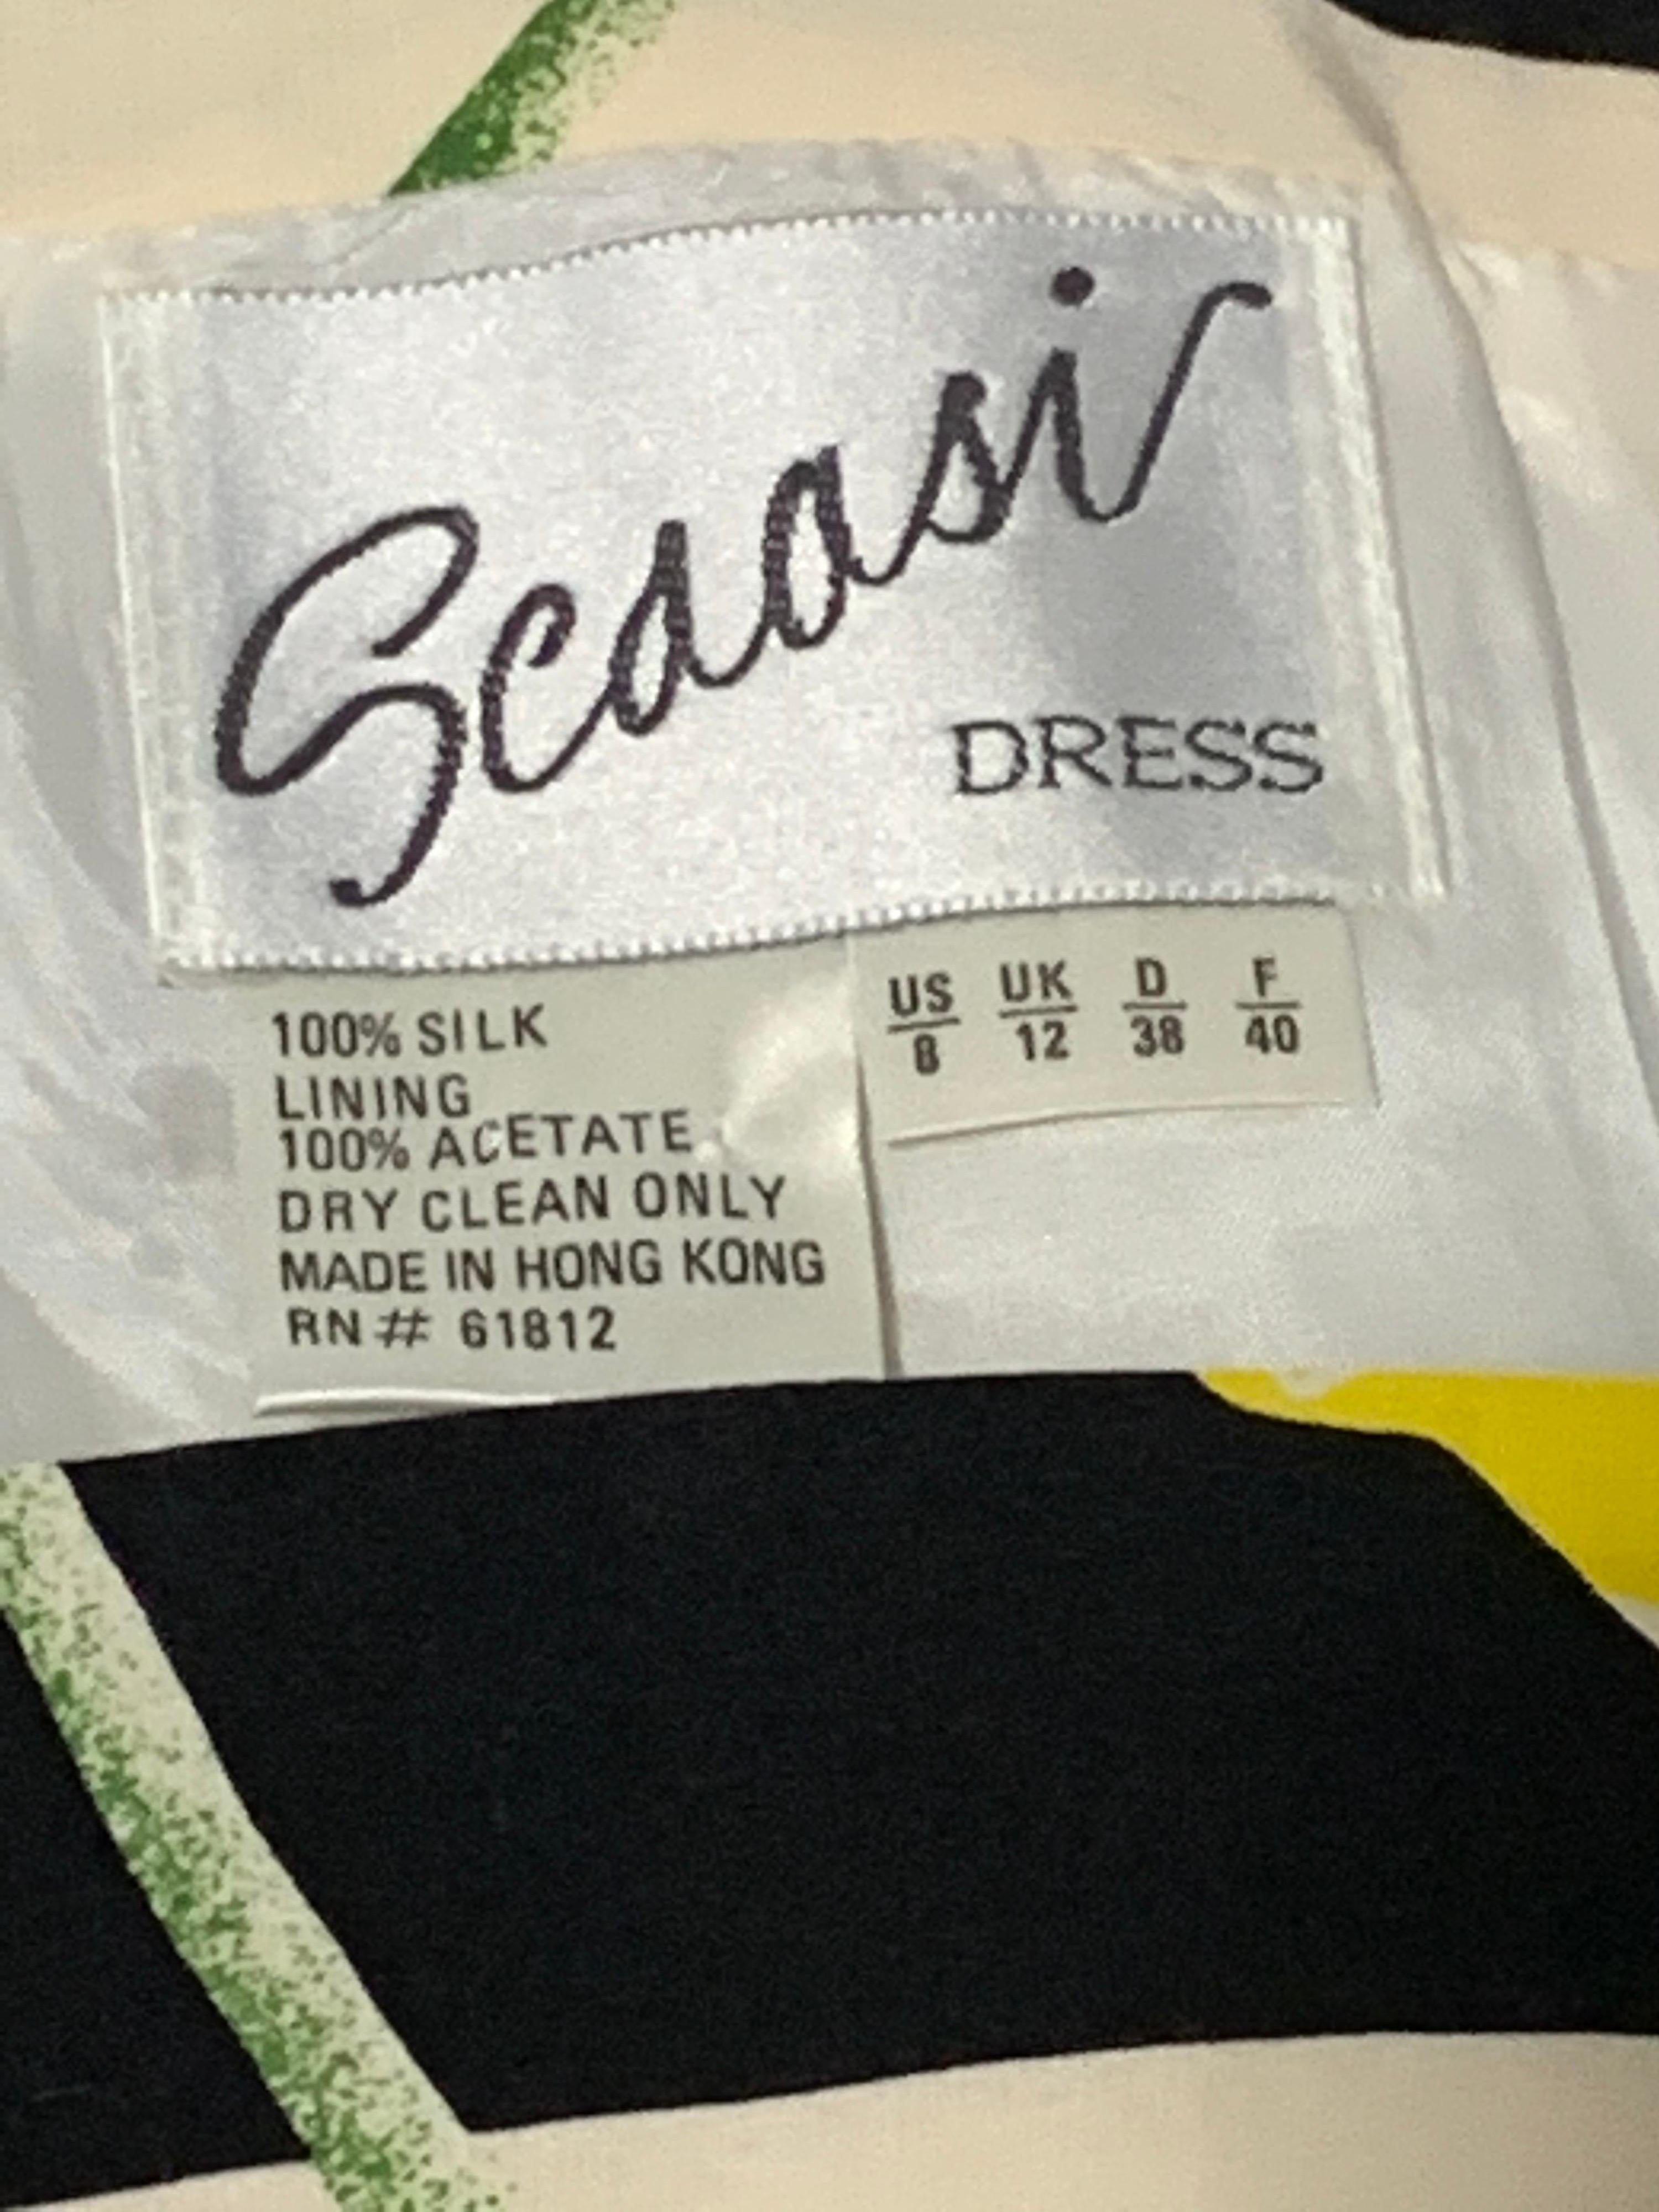 Scaasi
DRESS
100% SILK
LINING
100% ACETATE
DRY CLEAN ONLY
MADE IN HONG KONG
RN # 61812
US UK D F
8 12 38 40